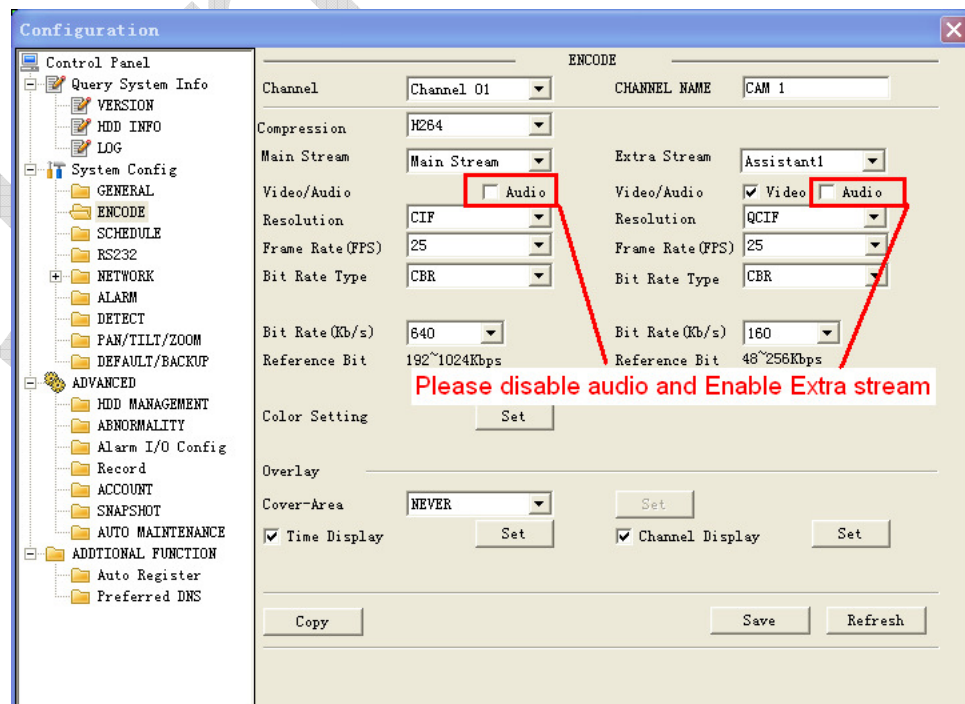 Configuration
Control Panel
Query System Info
VERSION
HDD INFO
LOG
System Config
GENERAL
ENCODE
SCHEDULE
RS232
NETWORK
ALARM
DETECT
PAN/TILT/ZOOM
DEFAULT/BACKUP
ADVANCED
HDD MANAGEMENT
ABNORMALITY
Alarm I/O Config
Record
ACCOUNT
SNAPSHOT
AUTO MAINTENANCE
ADDTIONAL FUNCTION
Auto Register
Preferred DNS
ENCODE
Channel Channel 01 CHANNEL NAME CAM 1
Compression H264
Main Stream Main Stream Extra Stream Assistant1
Video/Audio Audio Video/Audio Video Audio
Resolution CIF Resolution QCIF
Frame Rate(FPS) 25 Frame Rate(FPS) 25
Bit Rate Type CBR Bit Rate Type CBR
Bit Rate(Kb/s) 640 Bit Rate(Kb/s) 160
Reference Bit 192~1024Kbps Reference Bit 48~256Kbps
Please disable audio and Enable Extra stream
Color Setting Set
Overlay
Cover-Area NEVER Set
Time Display Set Channel Display Set
Copy Save Refresh